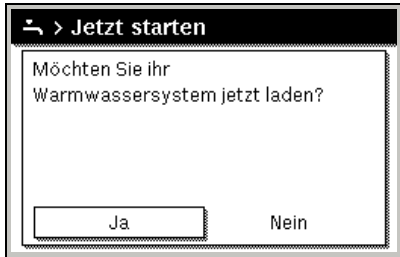 > Jetzt starten
Möchten Sie ihr
Warmwassersystem jetzt laden?
Ja
Nein